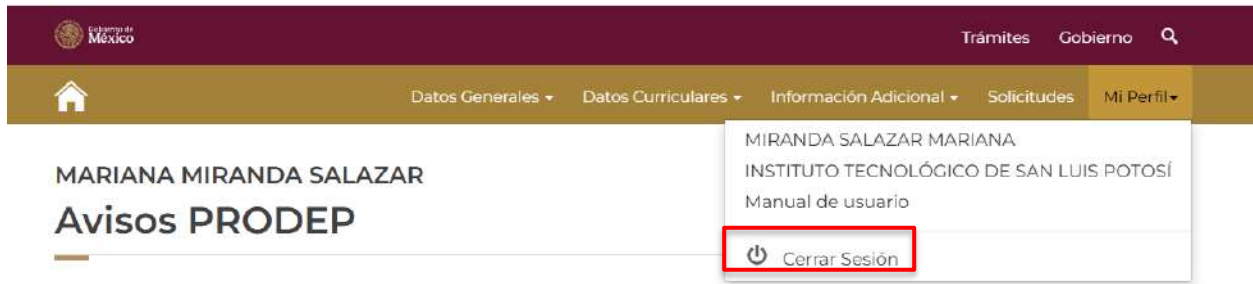 Gobierno de
México
Trámites Gobierno
Datos Generales Datos Curriculares Información Adicional Solicitudes Mi Perfil
MIRANDA SALAZAR MARIANA
INSTITUTO TECNOLÓGICO DE SAN LUIS POTOSÍ
Manual de usuario
Cerrar Sesión
MARIANA MIRANDA SALAZAR
Avisos PRODEP